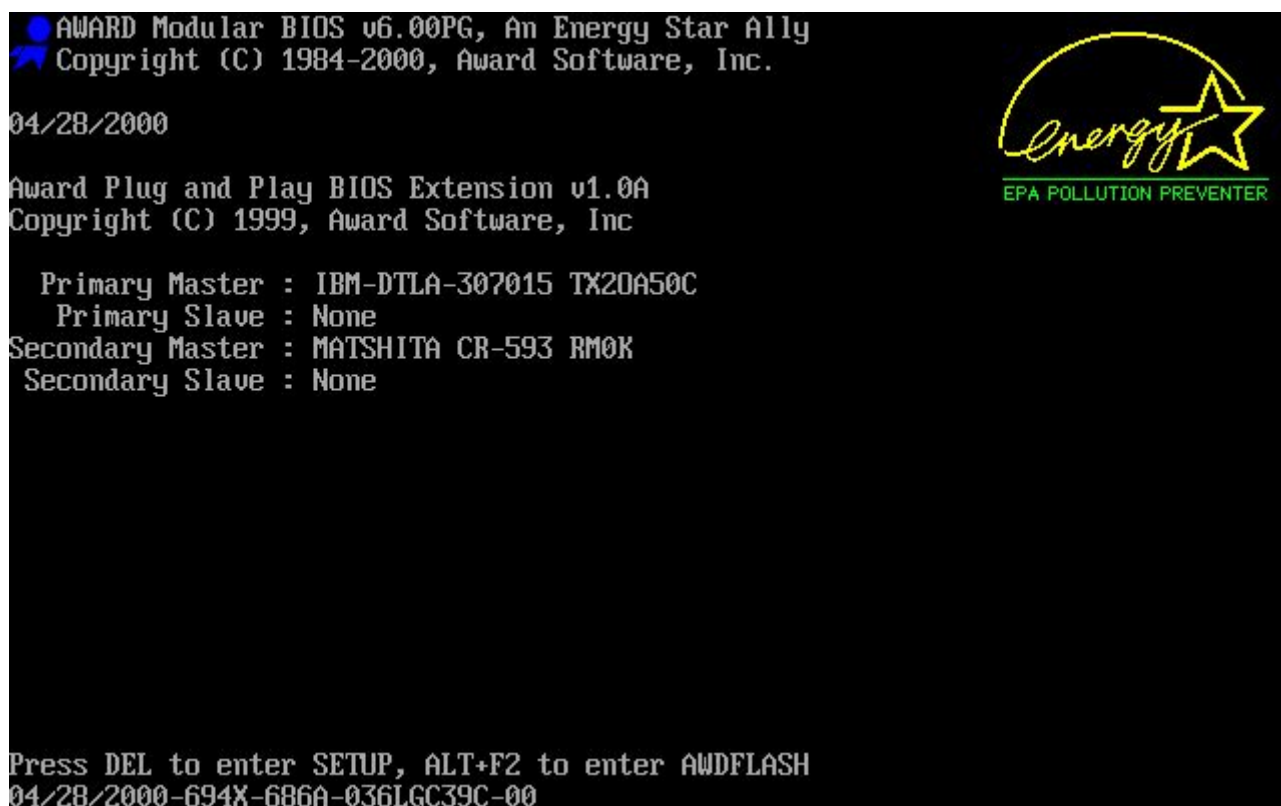 AWARD Modular BIOS v6.00PG, An Energy Star Ally
Copyright (C) 1984-2000, Award Software, Inc.
energy
EPA POLLUTION PREVENTER
04/28/2000
Award Plug and Play BIOS Extension v1.0A
Copyright (C) 1999, Award Software, Inc
Primary Master : IBM-DTLA-307015 TX2OA50C
Primary Slave : None
Secondary Master : MATSHITA CR-593 RM0K
Secondary Slave : None
Press DEL to enter SETUP, ALT+F2 to enter AWDFLASH
04/28/2000-694X-686A-036LGC39C-00